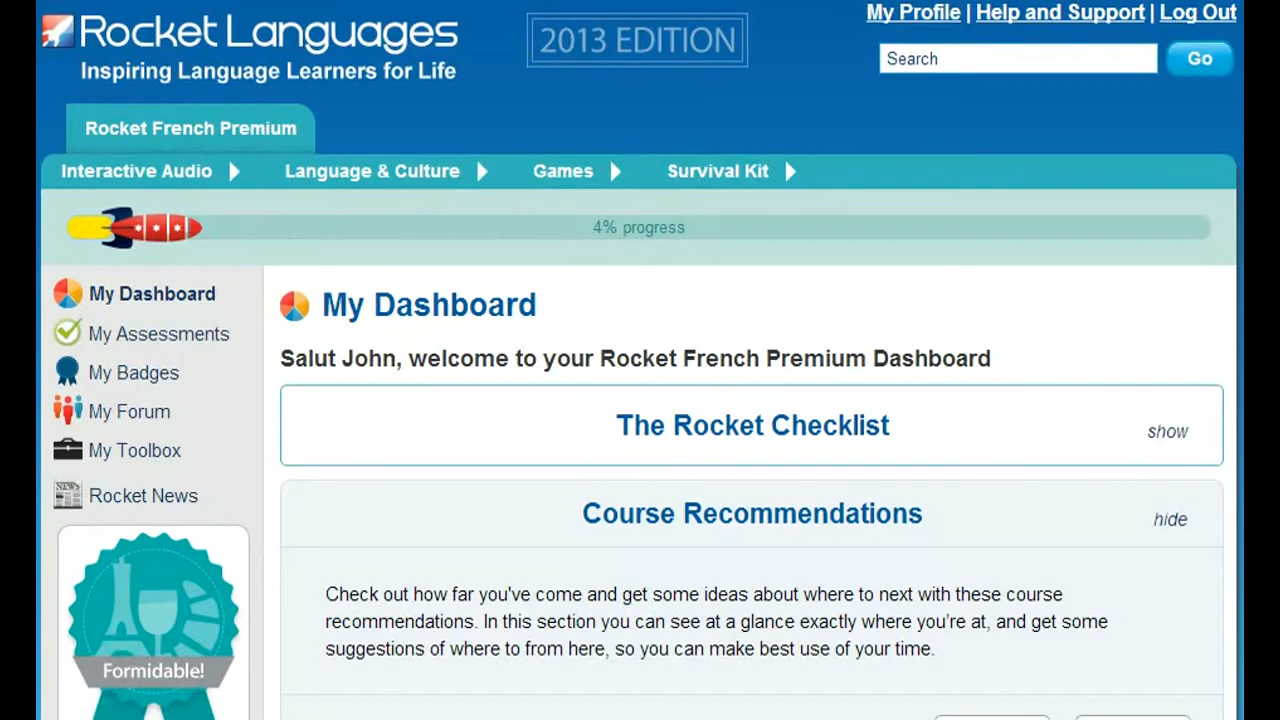 My Profile | Help and Support | Log Out
Rocket Languages
2013 EDITION
Search
Go
Inspiring Language Learners for Life
Rocket French Premium
Interactive Audio
Language & Culture
Games
Survival Kit
4% progress
My Dashboard
My Assessments
My Badges
My Forum
My Toolbox
NEWS
Rocket News
Formidable!
My Dashboard
Salut John, welcome to your Rocket French Premium Dashboard
The Rocket Checklist
show
Course Recommendations
hide
Check out how far you've come and get some ideas about where to next with these course
recommendations. In this section you can see at a glance exactly where you're at, and get some
suggestions of where to from here, so you can make best use of your time.